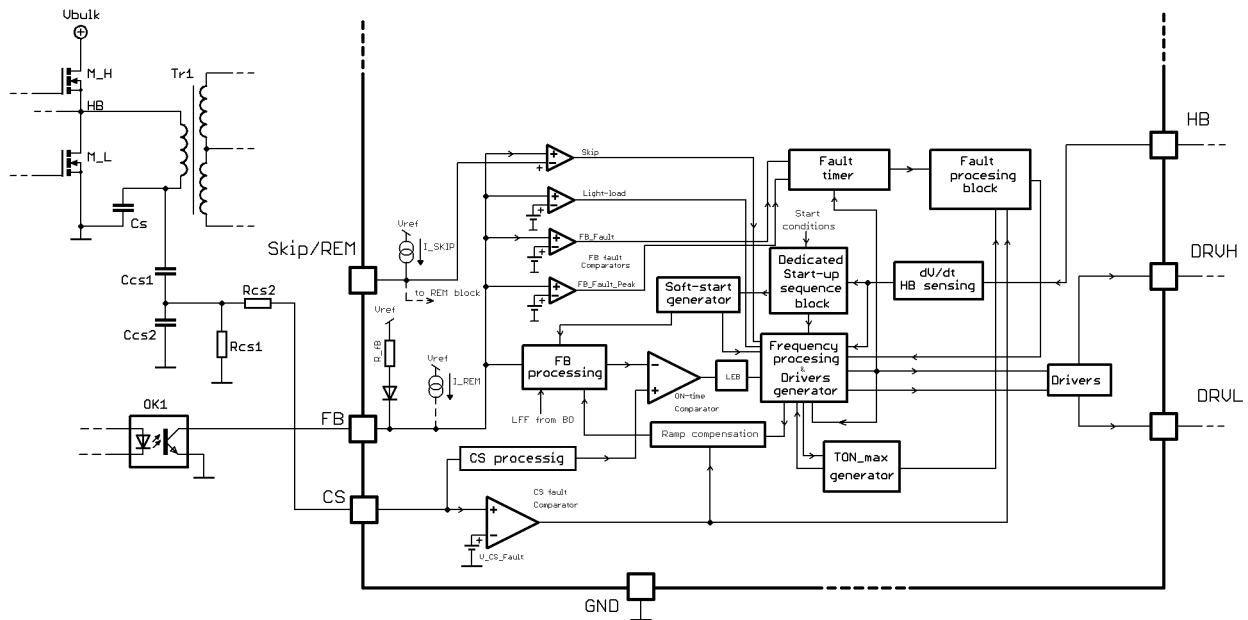 Vbulk
M_H
Tr1
HB
M_L
Cs
Ccs1
Rcs2
Ccs2
Rcs1
OK1
Skip/REM
Vref
I_SKIP
to REM block
Vref
R_fB
Vref
I_REM
FB
CS
GND
Skip
Light-load
FB_Fault
FB fault
Comparators
FB_Fault_Peak
Soft-start
generator
FB
processing
LFF from BO
ON-time
Comparator
LEB
Ramp compensation
CS processig
CS fault
Comparator
V_CS_Fault
Fault
timer
Fault
procesing
block
Start
conditions
Dedicated
Start-up
sequence
block
dV/dt
HB sensing
Frequency
procesing
&
Drivers
generator
TON_max
generator
Drivers
HB
DRVH
DRVL